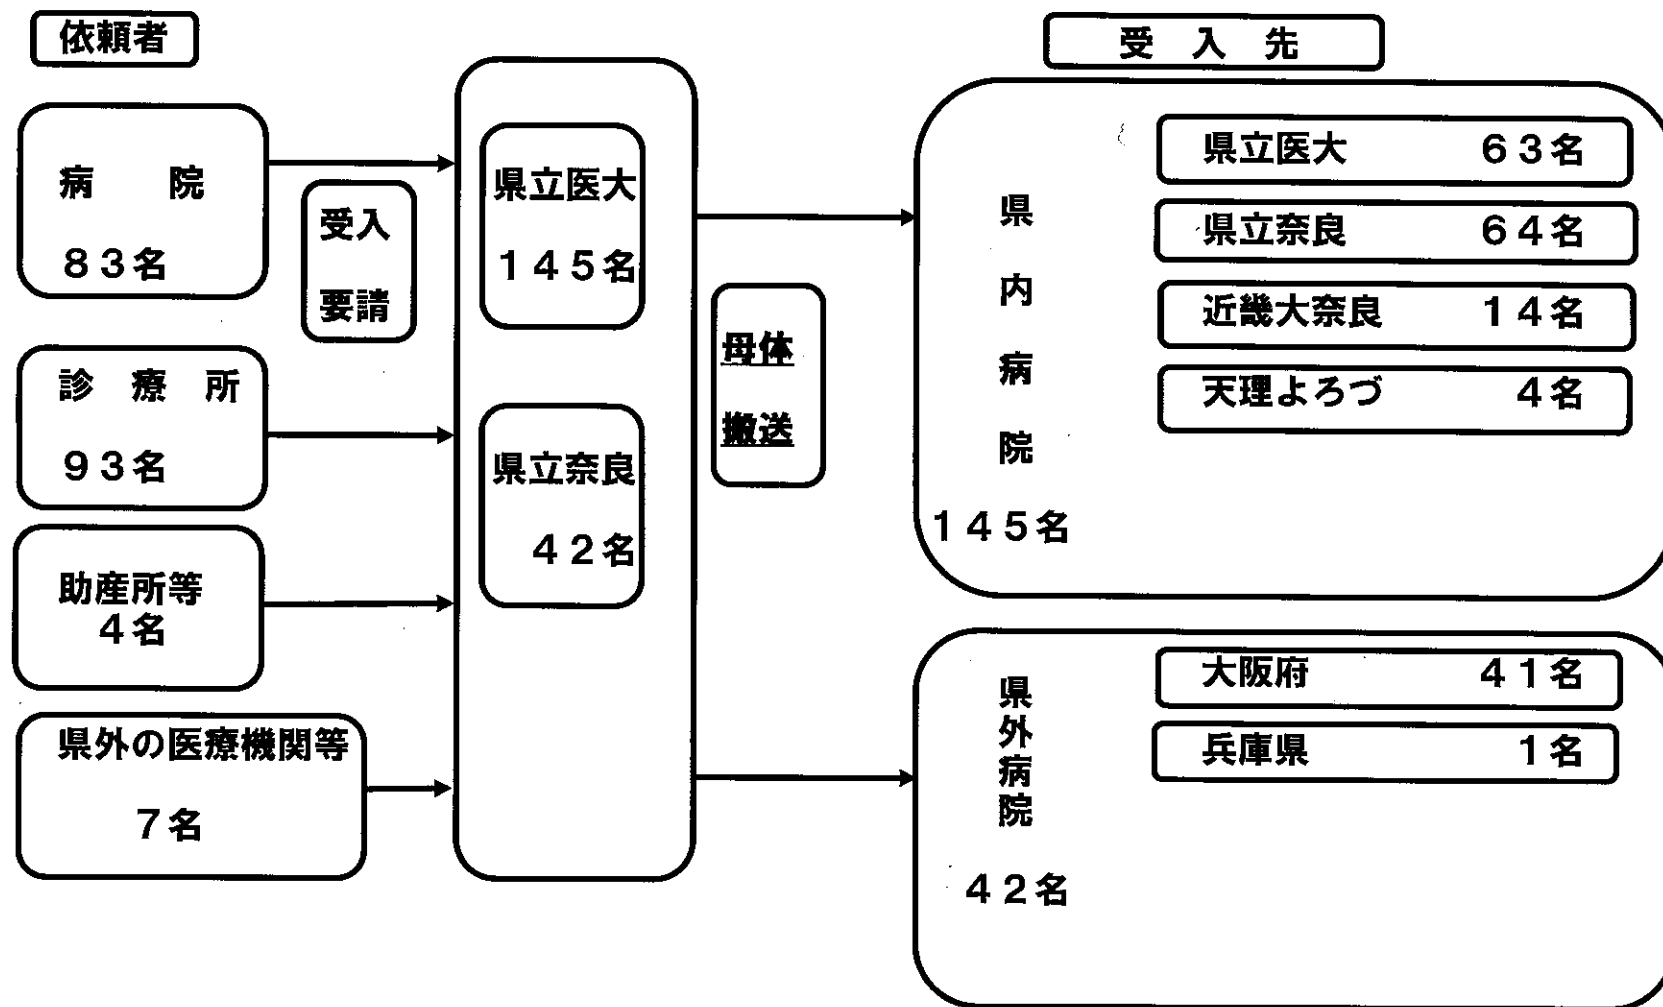 依頼者
病　　院
８３名
診　療　所
９３名
助産所等
４名
県外の医療機関等
７名
受入
要請
県立医大
１４５名
県立奈良
４２名
母体
搬送
受　入　先
県内病院
１４５名
県立医大　６３名
県立奈良　６４名
近畿大奈良　１４名
天理よろづ　４名
県外病院
４２名
大阪府　４１名
兵庫県　１名